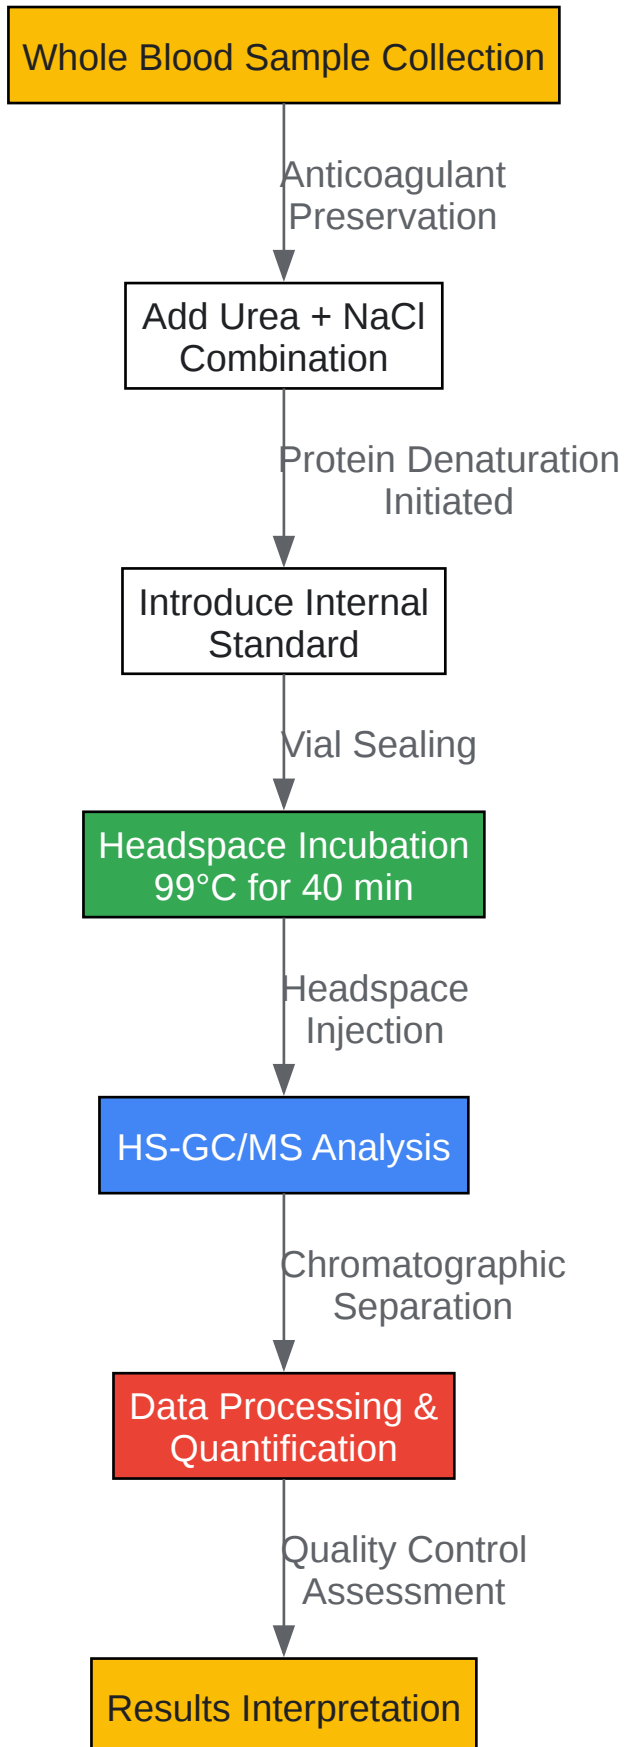 Whole Blood Sample Collection
Anticoagulant
Preservation
Add Urea + NaCl
Combination
Protein Denaturation
Initiated
Introduce Internal
Standard
Vial Sealing
Headspace Incubation
99°C for 40 min
Headspace
Injection
HS-GC/MS Analysis
Chromatographic
Separation
Data Processing &
Quantification
Quality Control
Assessment
Results Interpretation